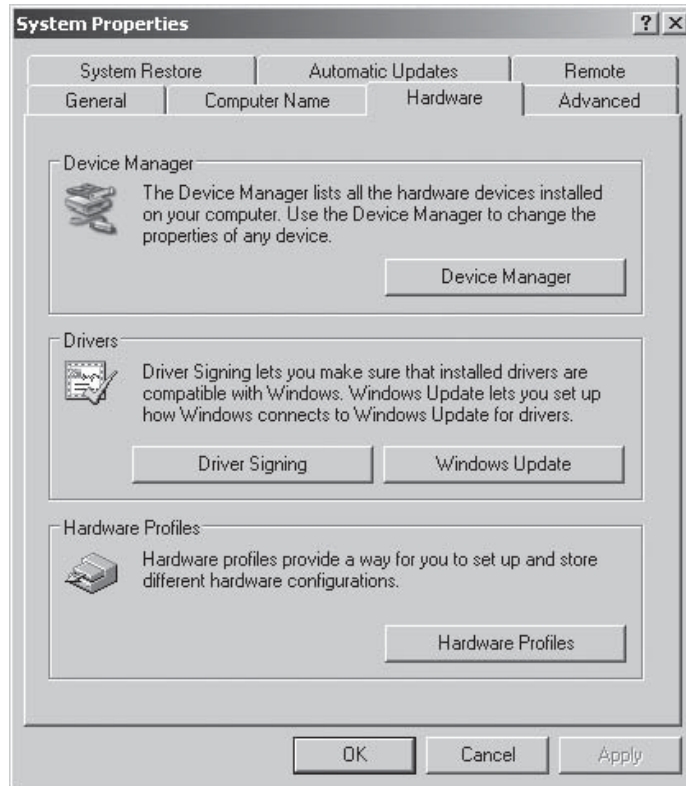 System Properties
System Restore
Automatic Updates
Remote
General
Computer Name
Hardware
Advanced
Device Manager
The Device Manager lists all the hardware devices installed
on your computer. Use the Device Manager to change the
properties of any device.
Device Manager
Drivers
Driver Signing lets you make sure that installed drivers are
compatible with Windows. Windows Update lets you set up
how Windows connects to Windows Update for drivers.
Driver Signing
Windows Update
Hardware Profiles
Hardware profiles provide a way for you to set up and store
different hardware configurations.
Hardware Profiles
OK
Cancel
Apply